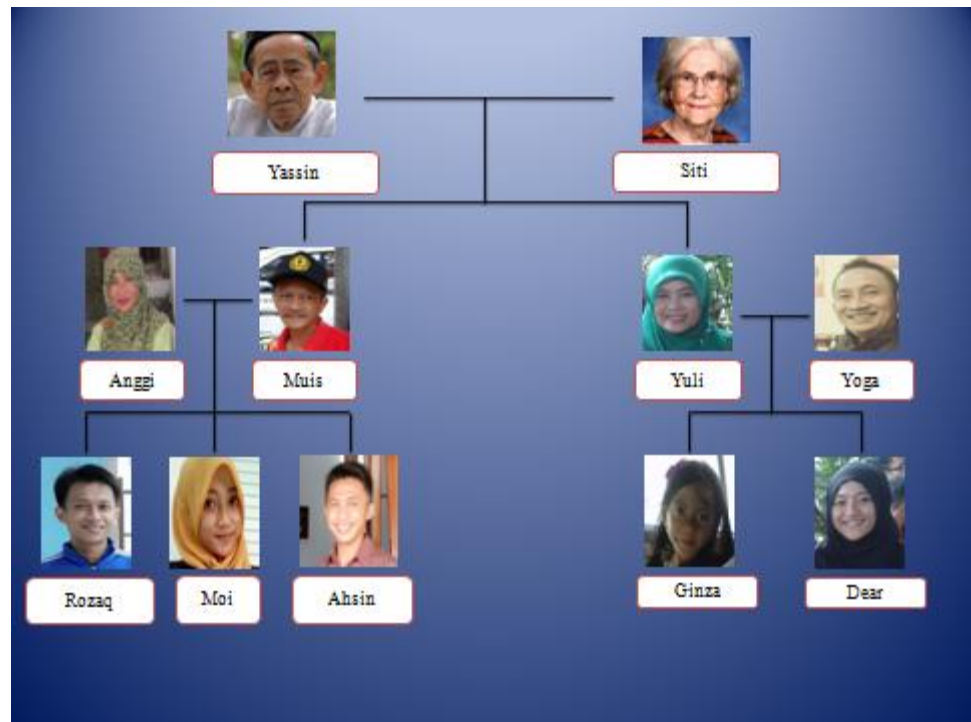 Yassin
Siti
Anggi
Muis
Yuli
Yoga
Rozaq
Moi
Ahsin
Ginza
Dear